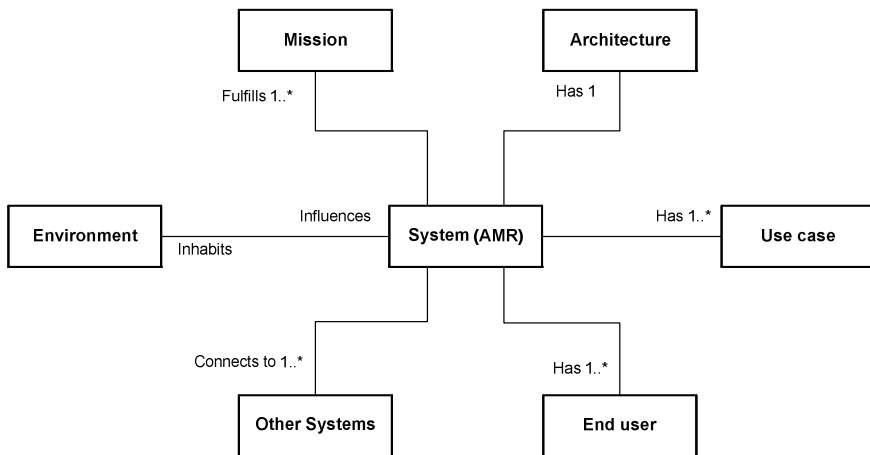 Mission
Architecture
Fulfills 1..*
Has 1
Environment
Influences
Inhabits
System (AMR)
Has 1..*
Use case
Connects to 1..*
Has 1..*
Other Systems
End user